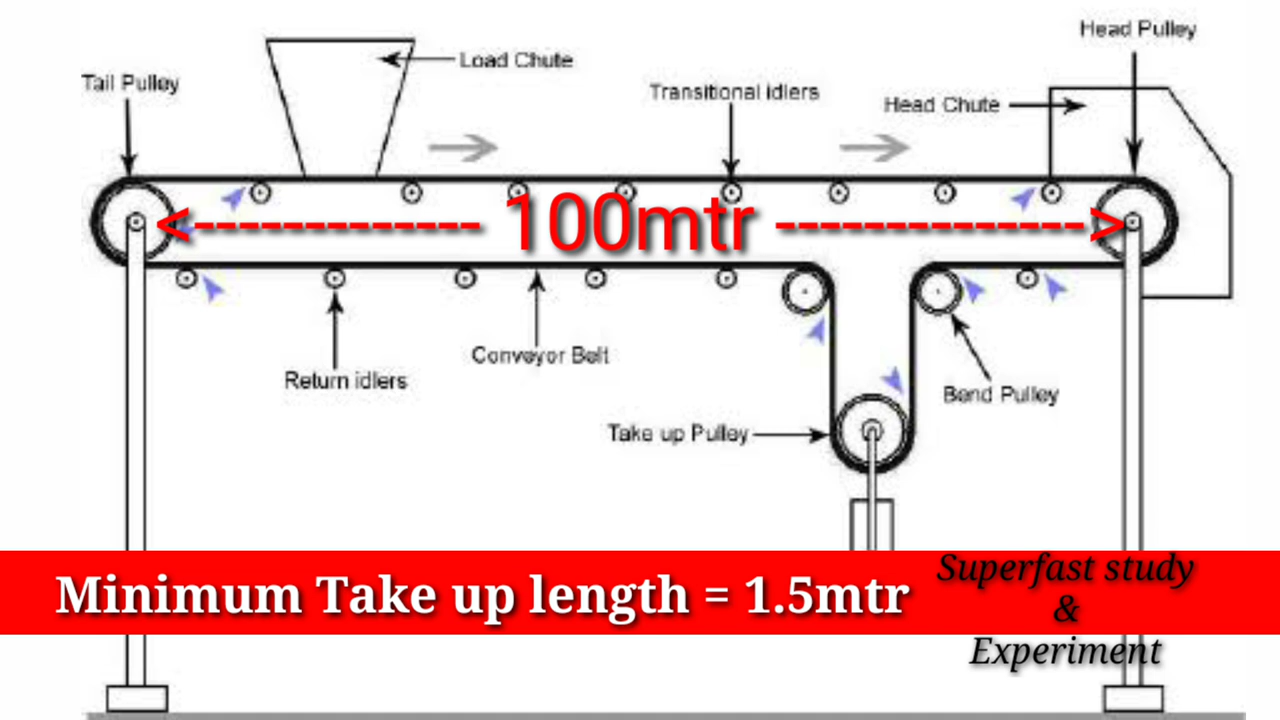 Head Pulley
Load Chute
Tail Pulley
Transitional idlers
Head Chute
100mtr
Conveyor Belt
Return idlers
Bend Pulley
Take up Pulley
Minimum Take up length = 1.5mtr
Superfast study
&
Experiment